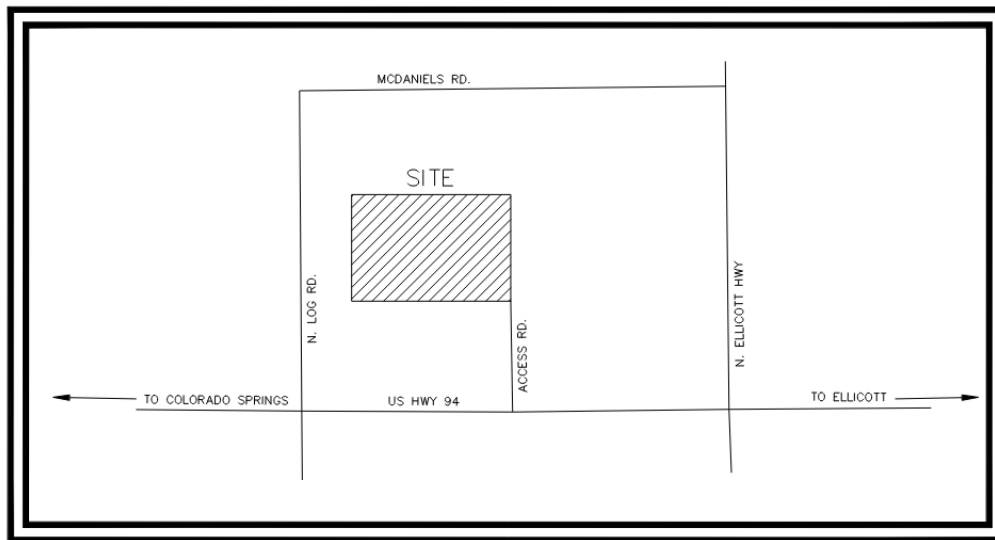 MCDANIELS RD.
SITE
N. LOG RD.
ACCESS RD.
N. ELLICOTT HWY
TO COLORADO SPRINGS
US HWY 94
TO ELLICOTT